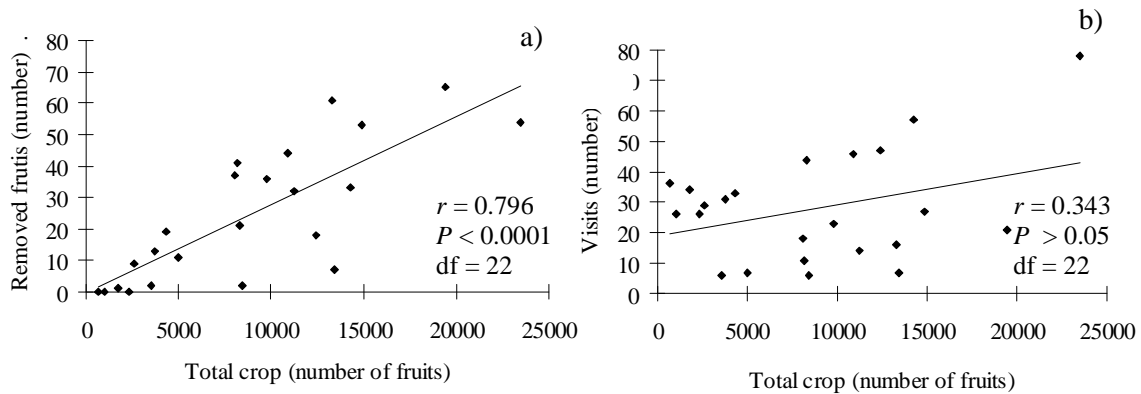 a)
Removed frutis (number) .
80
70
60
50
40
30
20
10
0
r = 0.796
P < 0.0001
df = 22
0 5000 10000 15000 20000 25000
Total crop (number of fruits)
b)
Visits (number)
80
60
50
40
30
20
10
0
r = 0.343
P > 0.05
df = 22
0 5000 10000 15000 20000 25000
Total crop (number of fruits)